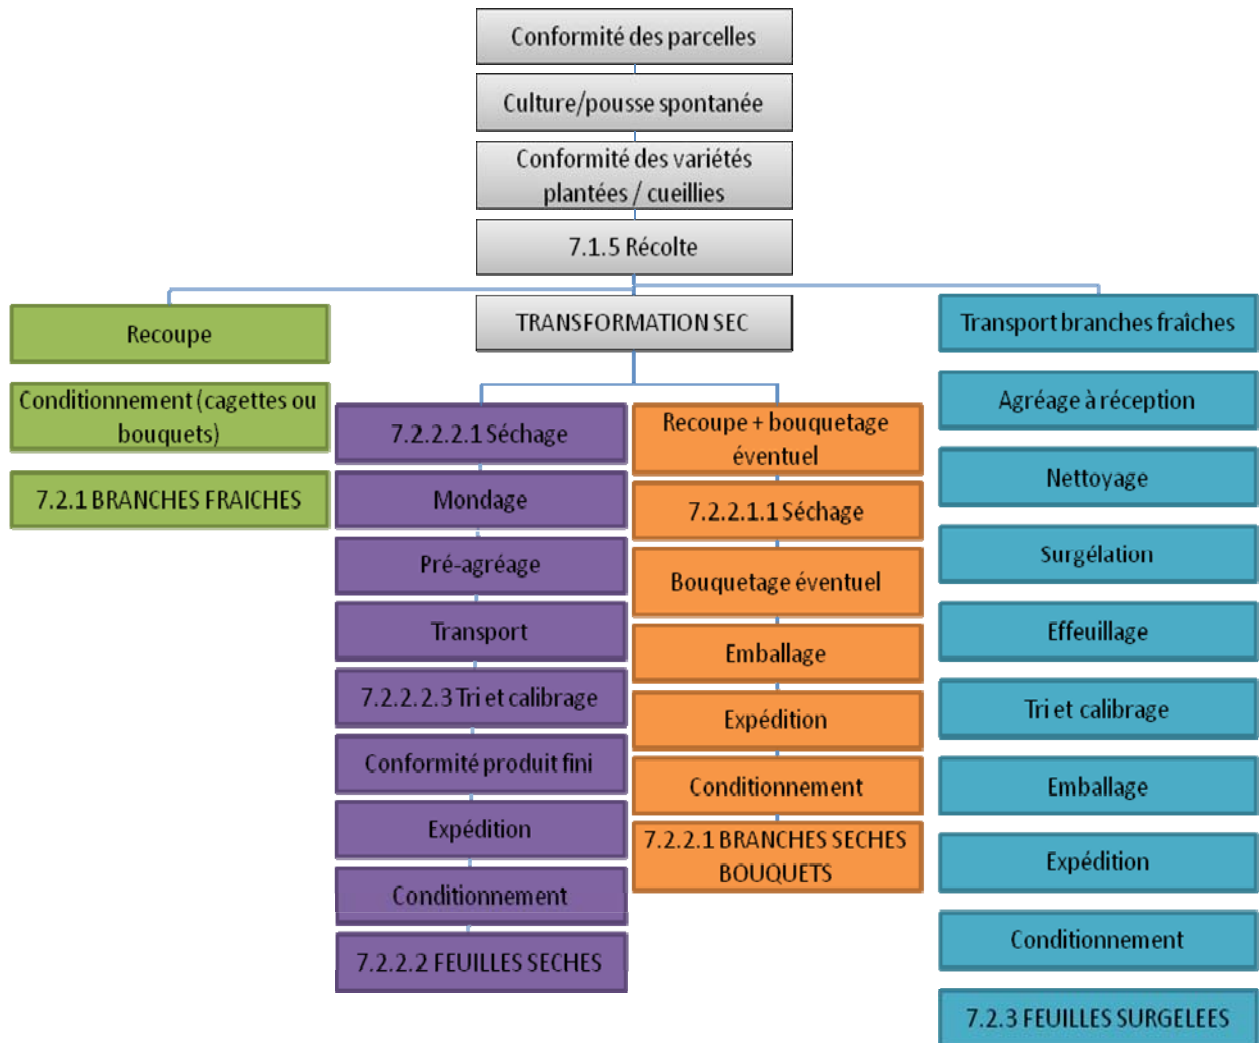 Conformité des parcelles
Culture/pousse spontanée
Conformité des variétés
plantées / cueillies
7.1.5 Récolte
TRANSFORMATION SEC
Recoupe
Conditionnement (cagettes ou
bouquets)
7.2.1 BRANCHES FRAICHES
7.2.2.2.1 Séchage
Mondage
Pré-agréage
Transport
7.2.2.2.3 Tri et calibrage
Conformité produit fini
Expédition
Conditionnement
7.2.2.2 FEUILLES SECHES
Recoupe + bouquetage
éventuel
7.2.2.1.1 Séchage
Bouquetage éventuel
Emballage
Expédition
Conditionnement
7.2.2.1 BRANCHES SECHES
BOUQUETS
Transport branches fraîches
Agréage à réception
Nettoyage
Surgélation
Effeuillage
Tri et calibrage
Emballage
Expédition
Conditionnement
7.2.3 FEUILLES SURGELEES